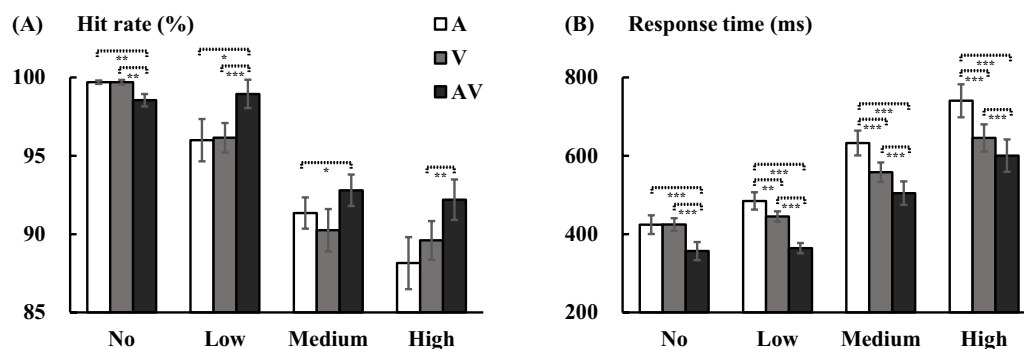 (A) Hit rate (%)
A
V
AV
** * 
** ***
* **
100
95
90
85
No Low Medium High
(B) Response time (ms)
***
*** ***
*** ***
***
*** ***
*** **
***
***
800
600
400
200
No Low Medium High